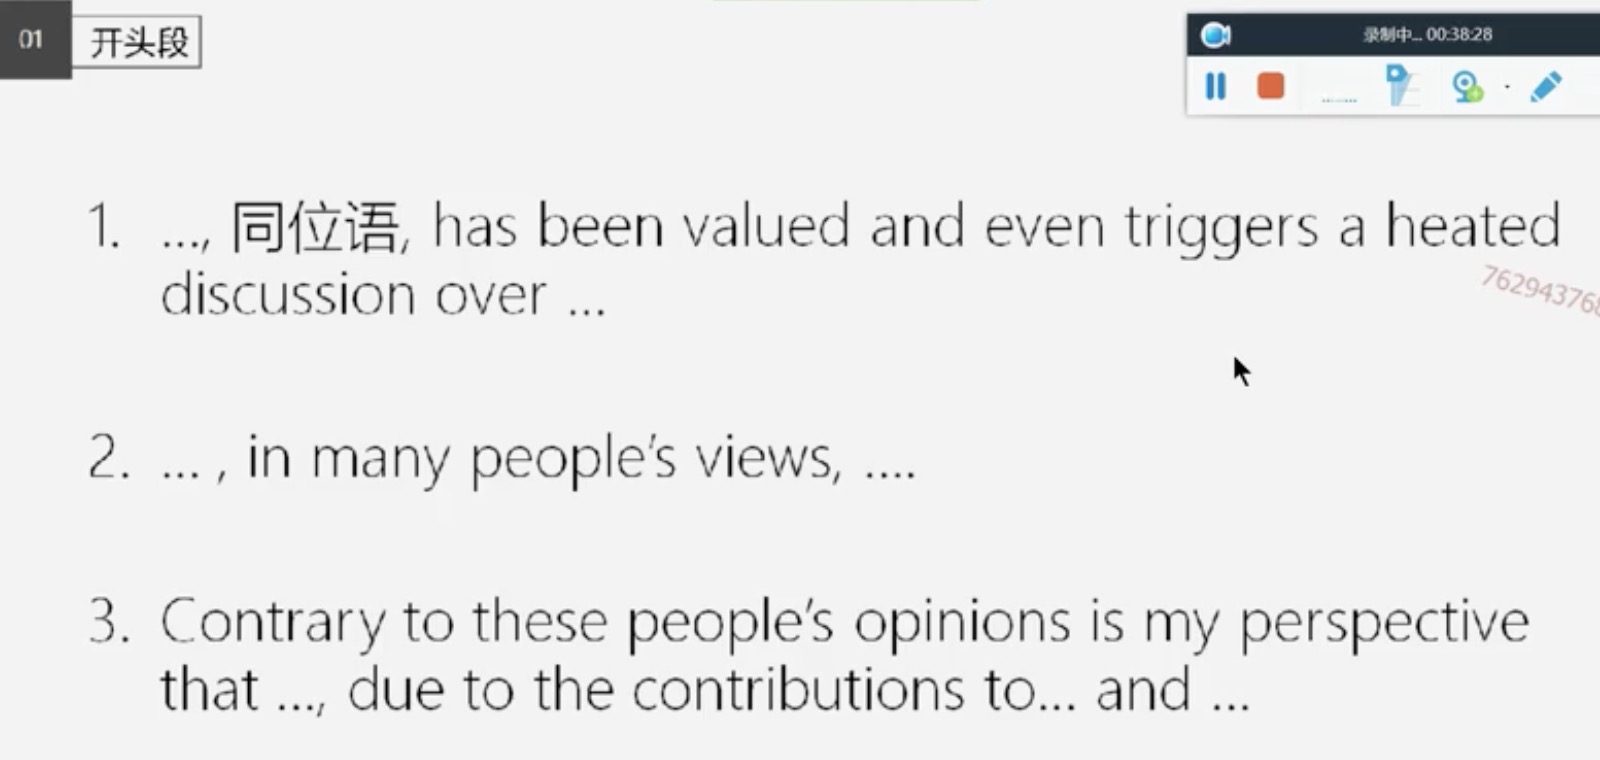 01 开头段
录制中... 00:38:28
1. ..., 同位语, has been valued and even triggers a heated
discussion over ...
2. ... , in many people's views, ....
3. Contrary to these people's opinions is my perspective
that ..., due to the contributions to... and ...